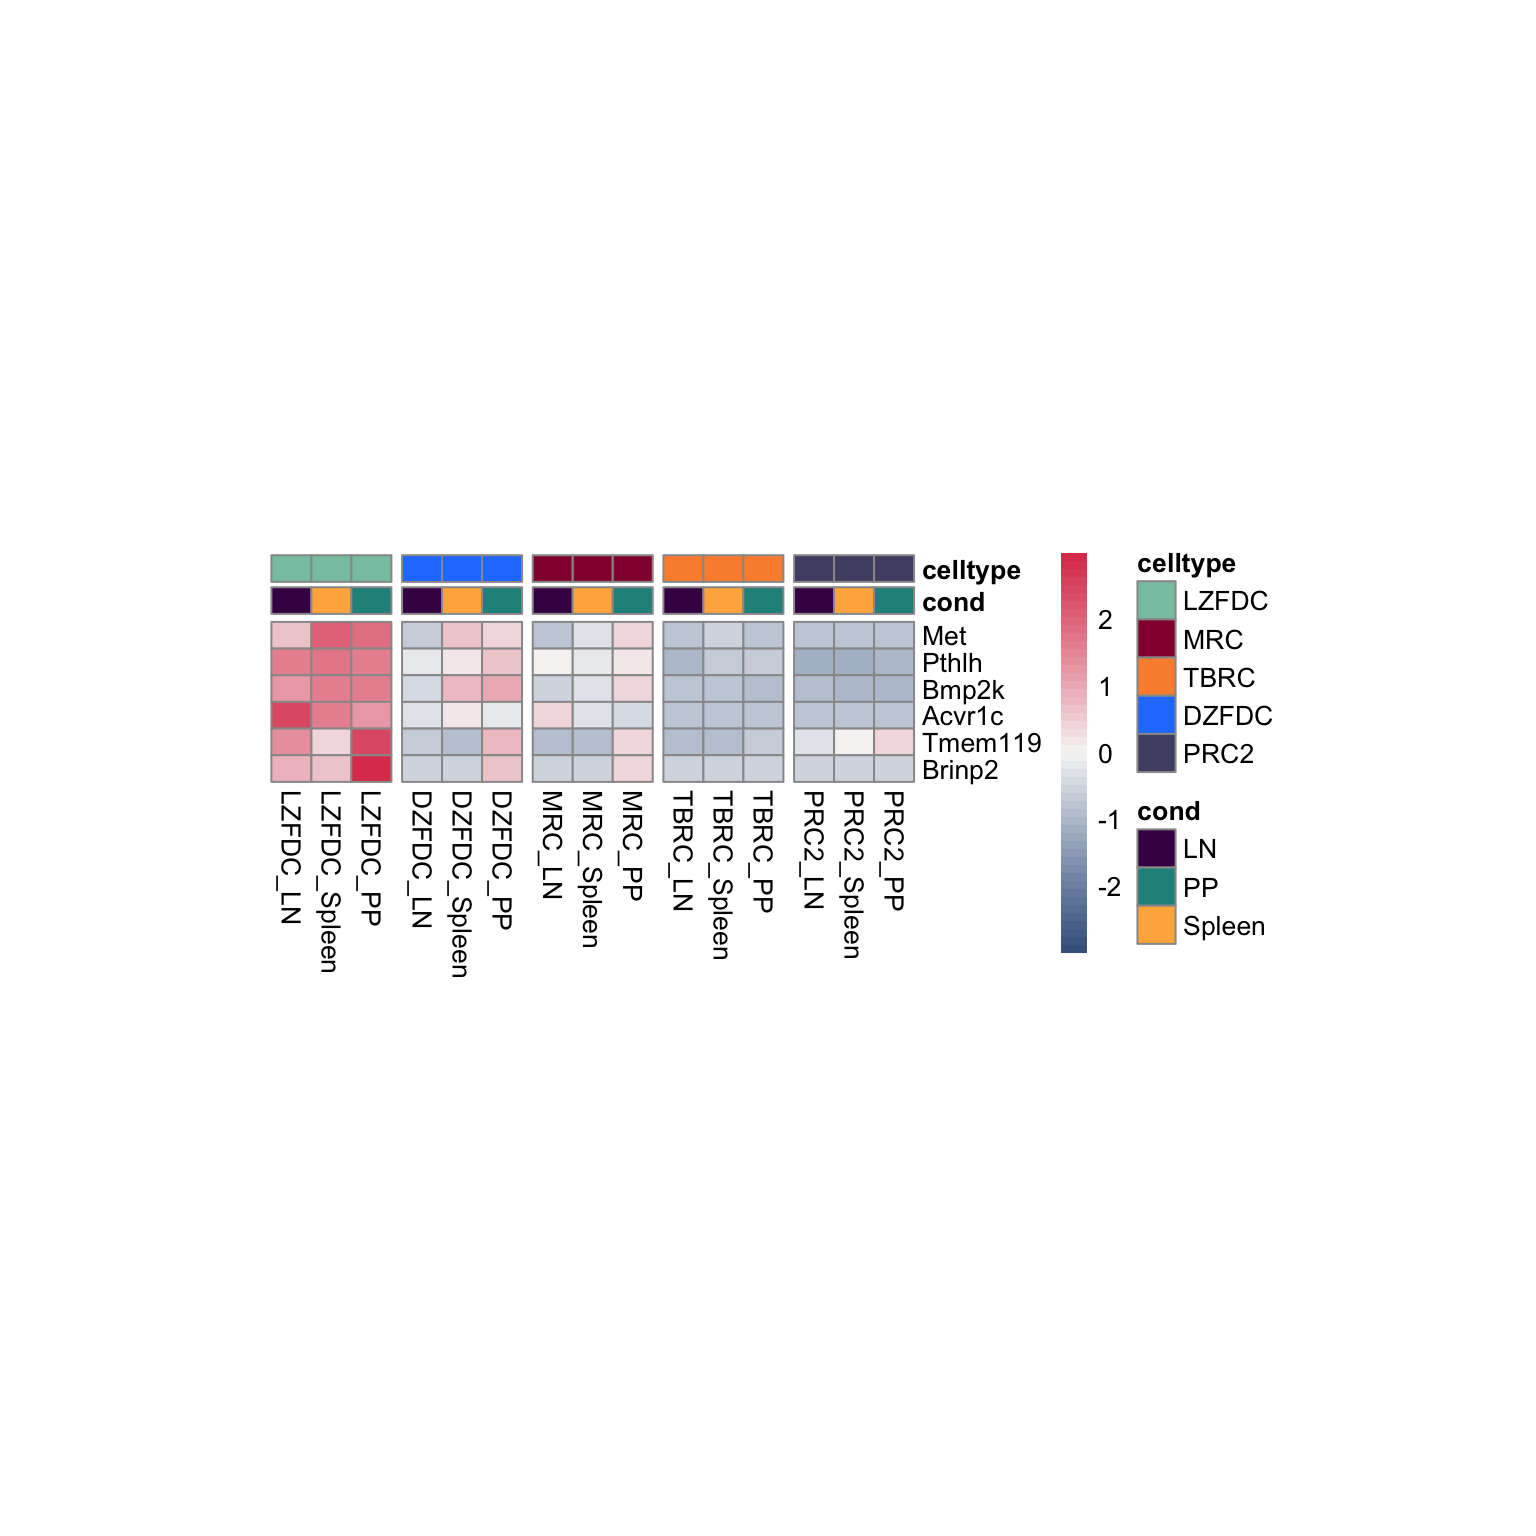 celltype
cond
Met
Pthlh
Bmp2k
Acvr1c
Tmem119
Brinp2
LZFDC_LN
LZFDC_Spleen
LZFDC_PP
DZFDC_LN
DZFDC_Spleen
DZFDC_PP
MRC_LN
MRC_Spleen
MRC_PP
TBRC_LN
TBRC_Spleen
TBRC_PP
PRC2_LN
PRC2_Spleen
PRC2_PP
2
1
0
-1
-2
celltype
LZFDC
MRC
TBRC
DZFDC
PRC2
cond
LN
PP
Spleen